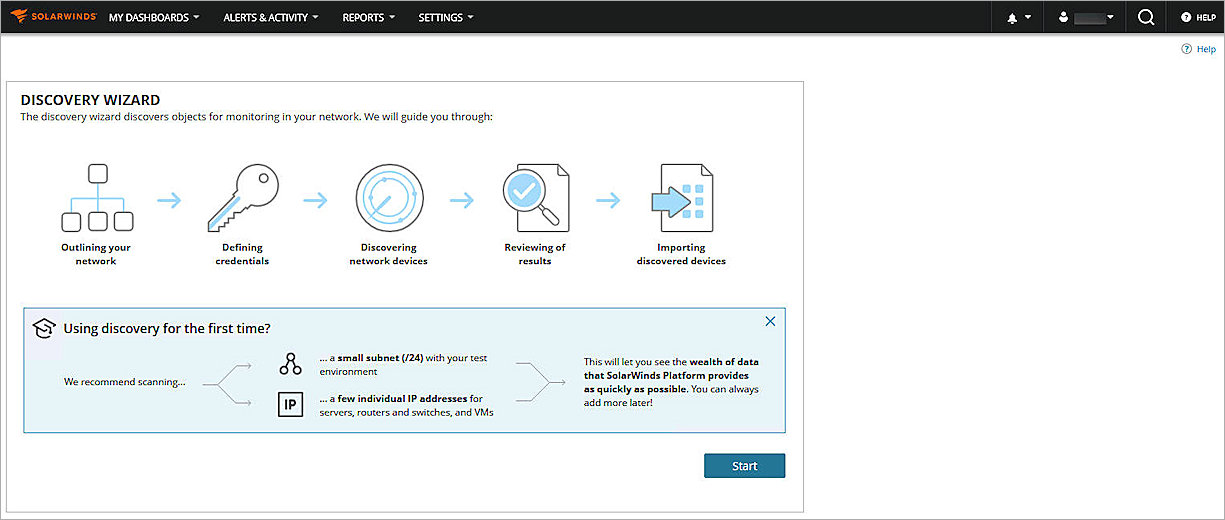 SOLARWINDS MY DASHBOARDS ALERTS & ACTIVITY REPORTS SETTINGS HELP
Help
DISCOVERY WIZARD
The discovery wizard discovers objects for monitoring in your network. We will guide you through:
Outlining your
network
Defining
credentials
Discovering
network devices
Reviewing of
results
Importing
discovered devices
Using discovery for the first time?
We recommend scanning...
... a small subnet (/24) with your test
environment
IP
... a few individual IP addresses for
servers, routers and switches, and VMs
This will let you see the wealth of data
that SolarWinds Platform provides
as quickly as possible. You can always
add more later!
Start